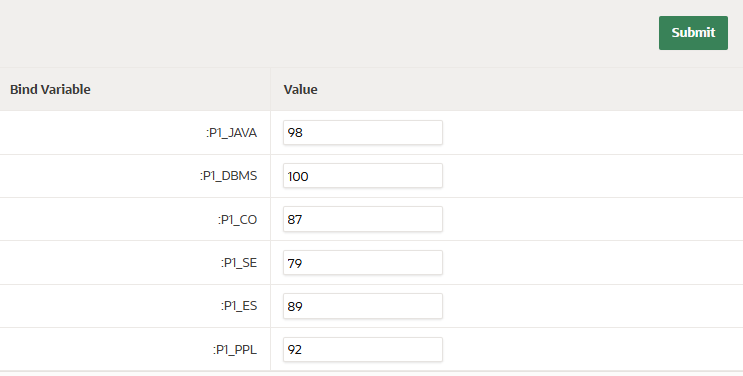 Submit
Bind Variable Value
:P1_JAVA 98
:P1_DBMS 100
:P1_CO 87
:P1_SE 79
:P1_ES 89
:P1_PPL 92